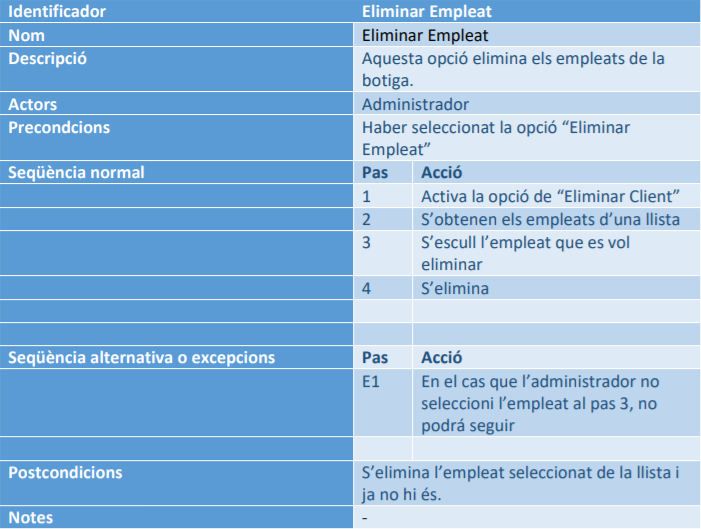 Identificador Eliminar Empleat
Nom Eliminar Empleat
Descripció Aquesta opció elimina els empleats de la
botiga.
Actors Administrador
Precondcions Haber seleccionat la opció “Eliminar
Empleat”
Seqüència normal Pas Acció
1 Activa la opció de “Eliminar Client”
2 S’obtenen els empleats d’una llista
3 S’escull l’empleat que es vol
eliminar
4 S’elimina
Seqüència alternativa o excepcions Pas Acció
E1 En el cas que l’administrador no
seleccioni l’empleat al pas 3, no
podrá seguir
Postcondicions S’elimina l’empleat seleccionat de la llista i
ja no hi és.
Notes -